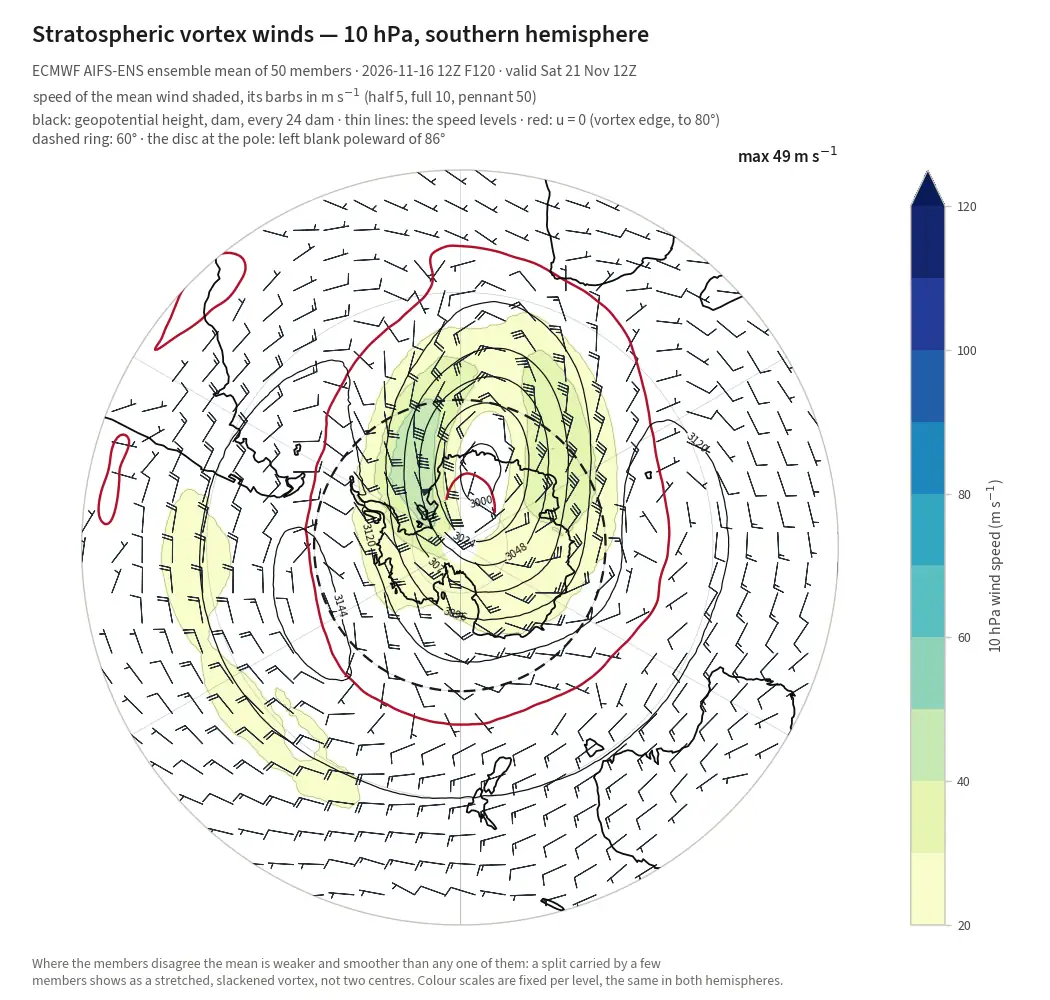 Stratospheric vortex winds — 10 hPa, southern hemisphere
ECMWF AIFS-ENS ensemble mean of 50 members · 2026-11-16 12Z F120 · valid Sat 21 Nov 12Z
speed of the mean wind shaded, its barbs in m s⁻¹ (half 5, full 10, pennant 50)
black: geopotential height, dam, every 24 dam · thin lines: the speed levels · red: u = 0 (vortex edge, to 80°)
dashed ring: 60° · the disc at the pole: left blank poleward of 86°
max 49 m s⁻¹
120
100
80
60
40
20
10 hPa wind speed (m s⁻¹)
3120
3000
3120
3048
3144
Where the members disagree the mean is weaker and smoother than any one of them: a split carried by a few
members shows as a stretched, slackened vortex, not two centres. Colour scales are fixed per level, the same in both hemispheres.